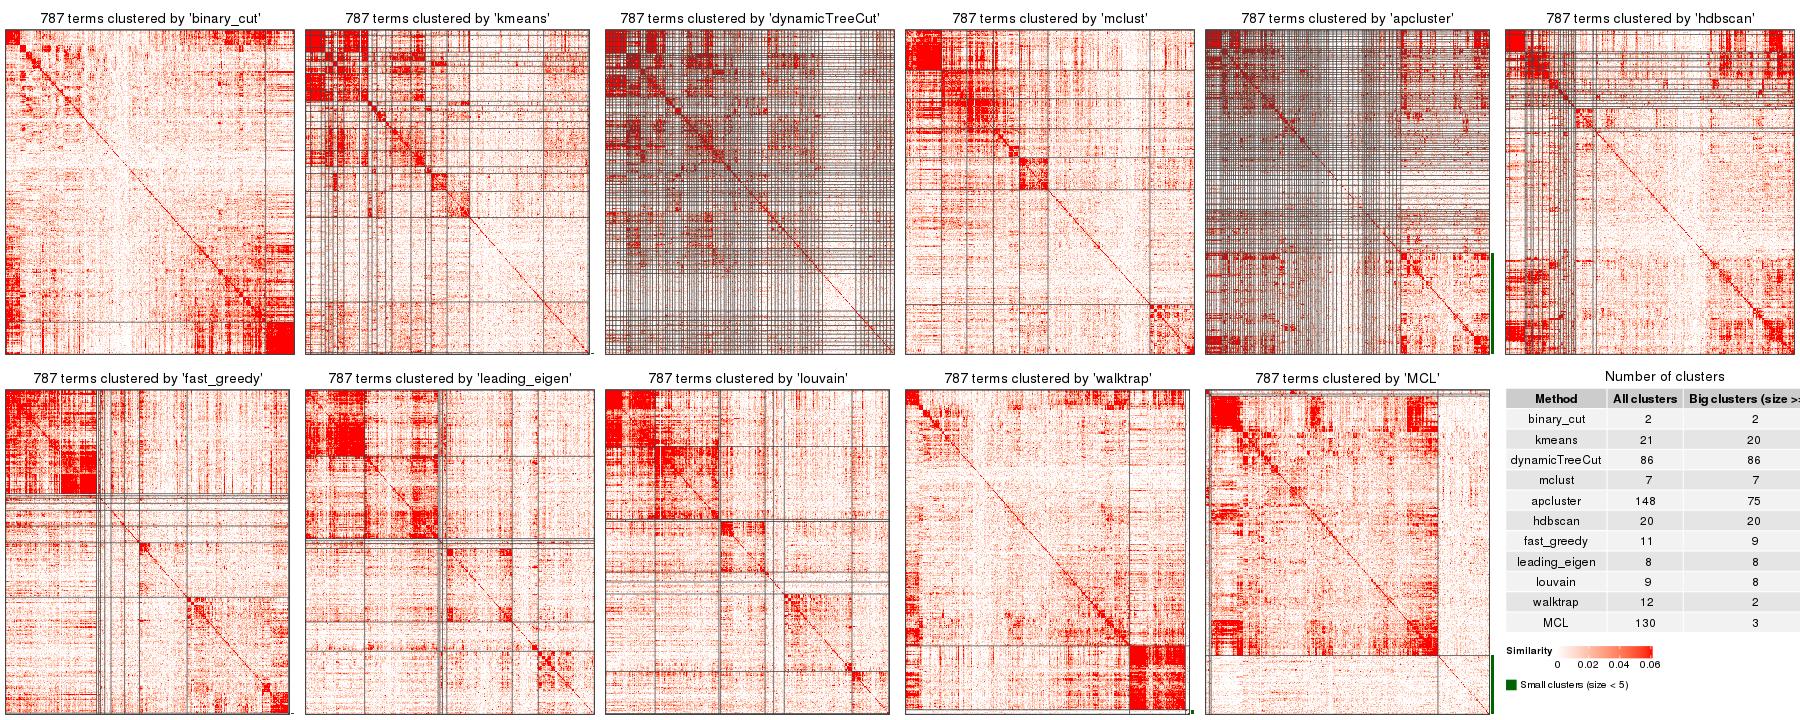 787 terms clustered by 'binary_cut'
787 terms clustered by 'kmeans'
787 terms clustered by 'dynamicTreeCut'
787 terms clustered by 'mclust'
787 terms clustered by 'apcluster'
787 terms clustered by 'hdbscan'
787 terms clustered by 'fast_greedy'
787 terms clustered by 'leading_eigen'
787 terms clustered by 'louvain'
787 terms clustered by 'walktrap'
787 terms clustered by 'MCL'
Number of clusters
Method All clusters Big clusters (size >=
binary_cut 2 2
kmeans 21 20
dynamicTreeCut 86 86
mclust 7 7
apcluster 148 75
hdbscan 20 20
fast_greedy 11 9
leading_eigen 8 8
louvain 9 8
walktrap 12 2
MCL 130 3
Similarity
0 0.02 0.04 0.06
Small clusters (size < 5)